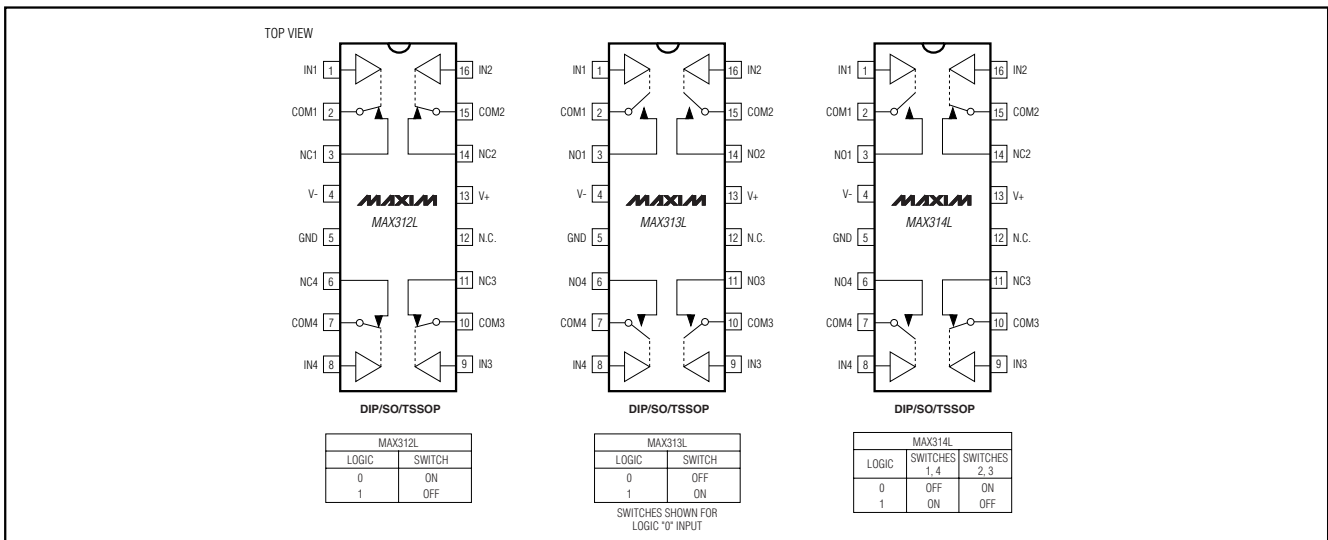 TOP VIEW
IN1 1 16 IN2
COM1 2 15 COM2
NC1 3 14 NC2
V- 4 13 V+
MAXIM
MAX312L
GND 5 12 N.C.
NC4 6 11 NC3
COM4 7 10 COM3
IN4 8 9 IN3
DIP/SO/TSSOP
MAX312L
LOGIC SWITCH
0 ON
1 OFF
IN1 1 16 IN2
COM1 2 15 COM2
NO1 3 14 NO2
V- 4 13 V+
MAXIM
MAX313L
GND 5 12 N.C.
NO4 6 11 NO3
COM4 7 10 COM3
IN4 8 9 IN3
DIP/SO/TSSOP
MAX313L
LOGIC SWITCH
0 OFF
1 ON
SWITCHES SHOWN FOR
LOGIC "0" INPUT
IN1 1 16 IN2
COM1 2 15 COM2
NO1 3 14 NC2
V- 4 13 V+
MAXIM
MAX314L
GND 5 12 N.C.
NO4 6 11 NC3
COM4 7 10 COM3
IN4 8 9 IN3
DIP/SO/TSSOP
MAX314L
LOGIC SWITCHES 1, 4 SWITCHES 2, 3
0 OFF ON
1 ON OFF